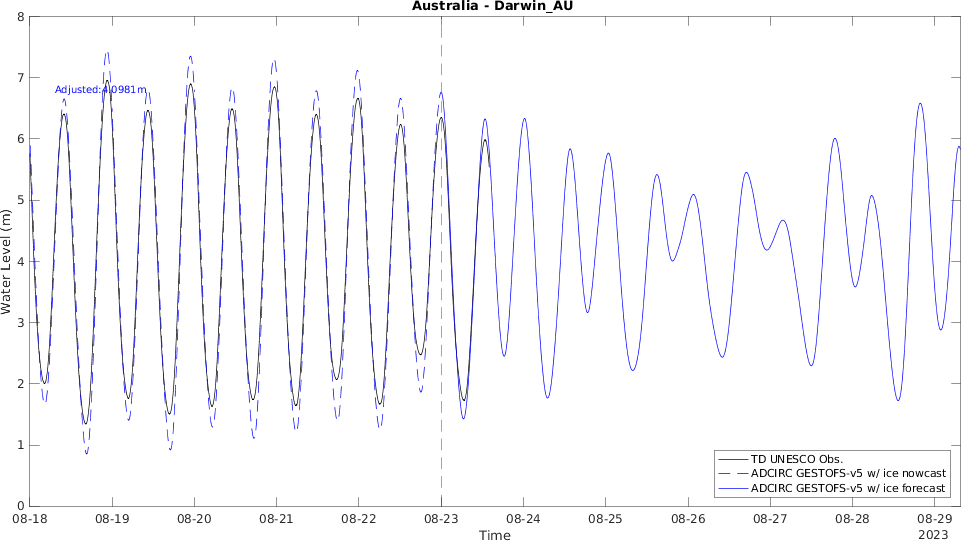 Australia - Darwin_AU
8
7
Adjusted:4.0981m
6
5
4
3
2
1
0
Water Level (m)
TD UNESCO Obs.
ADCIRC GESTOFS-v5 w/ ice nowcast
ADCIRC GESTOFS-v5 w/ ice forecast
08-18 08-19 08-20 08-21 08-22 08-23 08-24 08-25 08-26 08-27 08-28 08-29
Time
2023